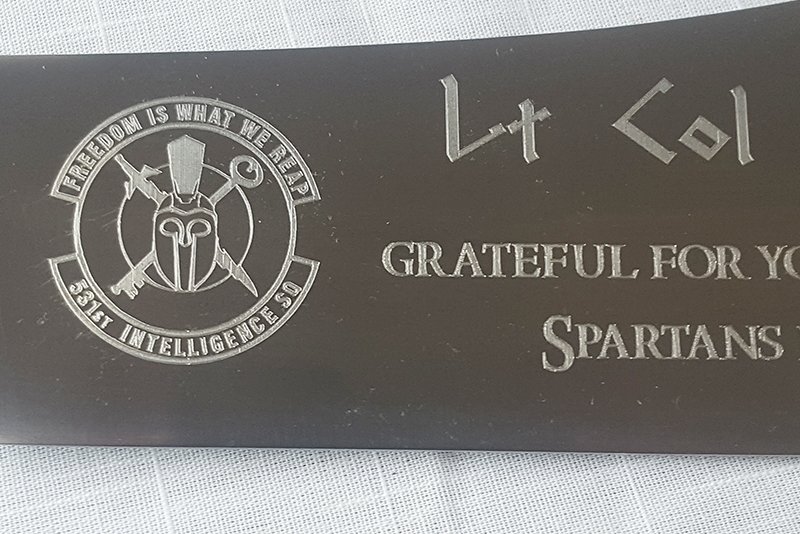 FREEDOM IS WHAT WE REAP
531ST INTELLIGENCE SQ
Lt Col
GRATEFUL FOR YO
SPARTANS